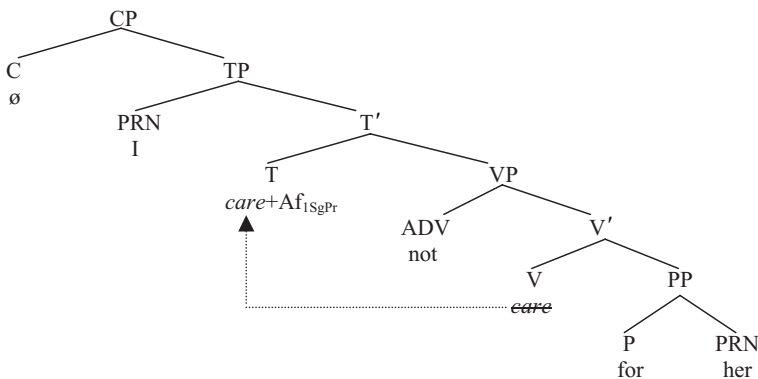 CP
C TP
ø
PRN T′
I
T VP
care+Af1SgPr
ADV V′
not
V PP
care
P PRN
for her